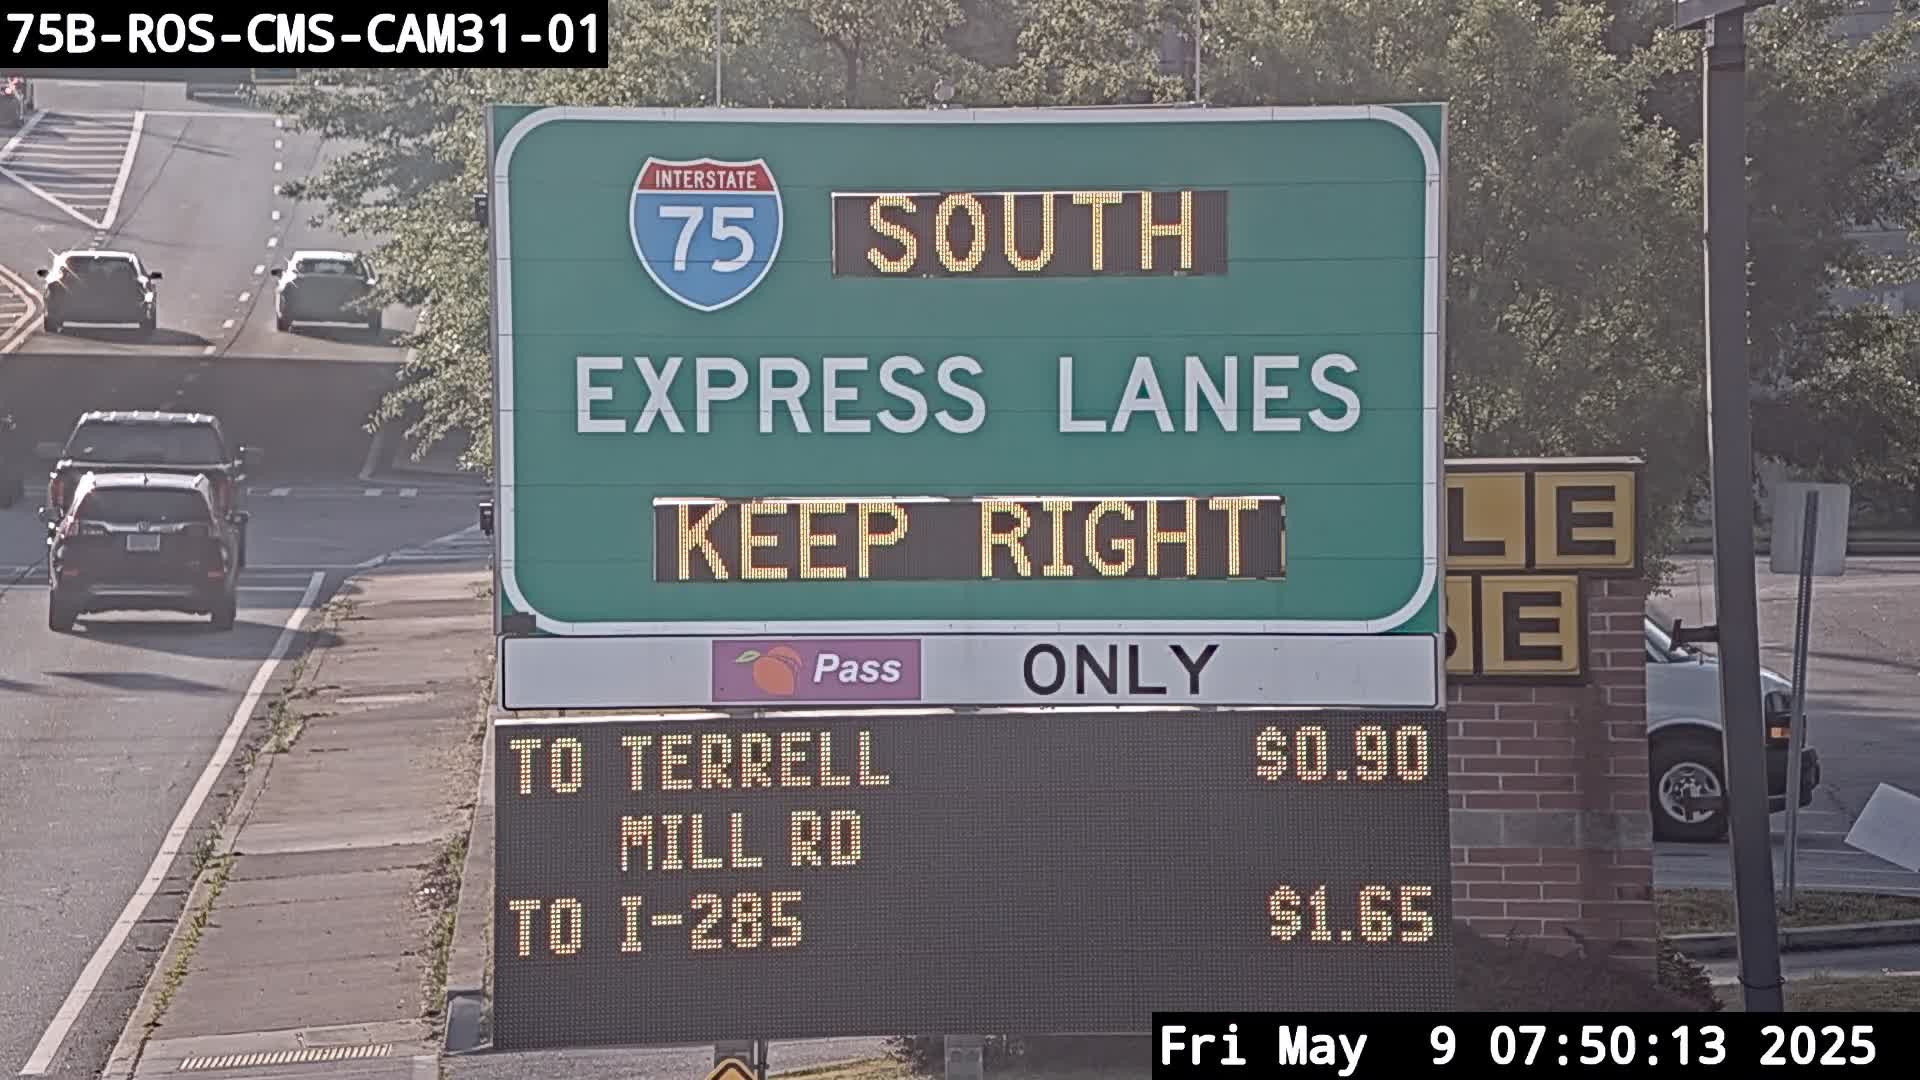 75B-ROS-CMS-CAM31-01
INTERSTATE
75
SOUTH
EXPRESS LANES
KEEP RIGHT
Pass ONLY
TO TERRELL $0.90
MILL RD
TO I-285 $1.65
LE
E
Fri May 9 07:50:13 2025